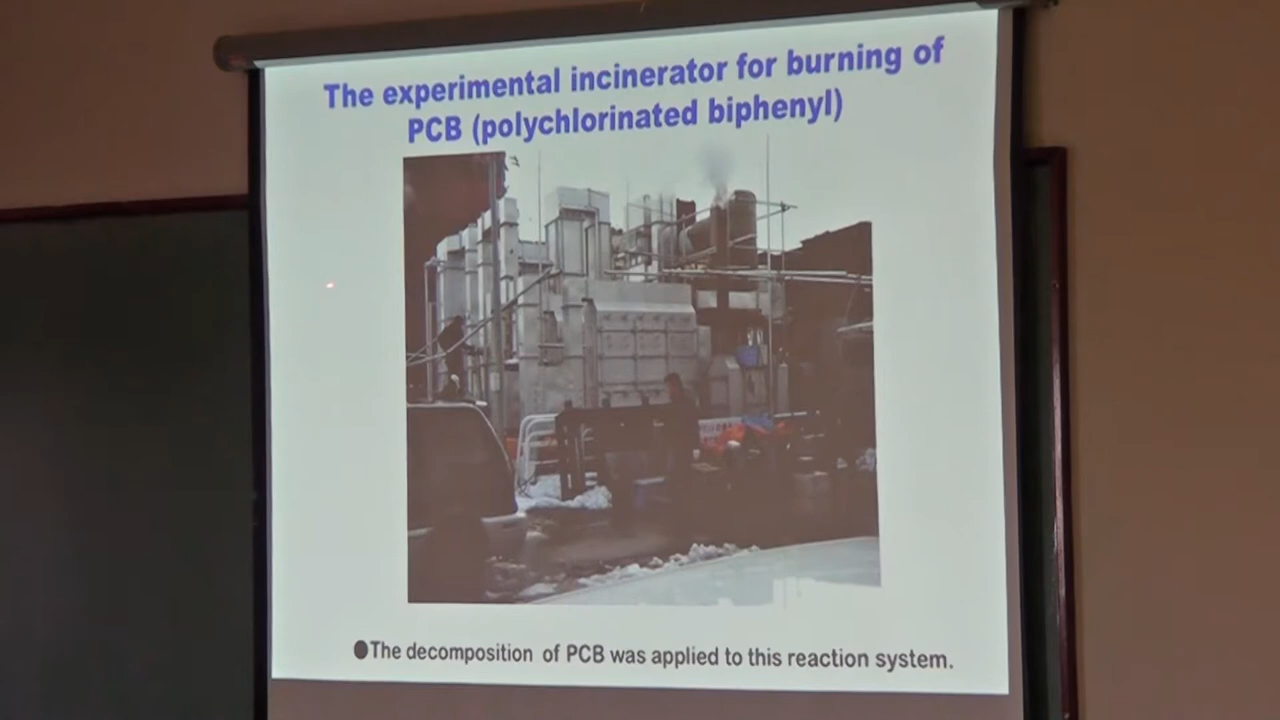 The experimental incinerator for burning of
PCB (polychlorinated biphenyl)
●The decomposition of PCB was applied to this reaction system.